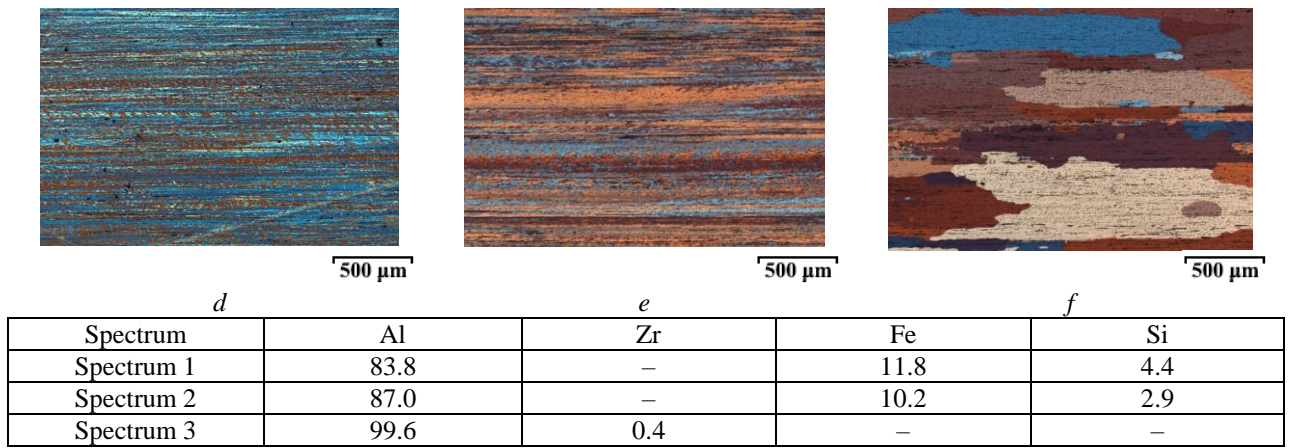 500 µm 500 µm 500 µm
d e f
Spectrum Al Zr Fe Si
Spectrum 1 83.8 – 11.8 4.4
Spectrum 2 87.0 – 10.2 2.9
Spectrum 3 99.6 0.4 – –